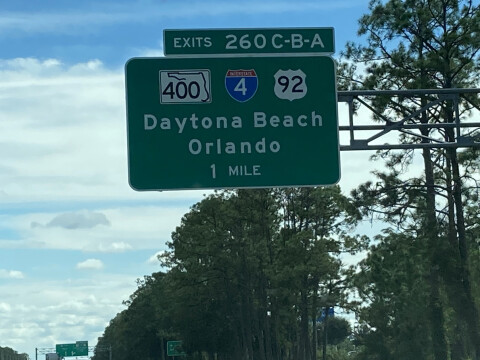 EXITS 260 C-B-A
400 INTERSTATE 4 92
Daytona Beach
Orlando
1 MILE